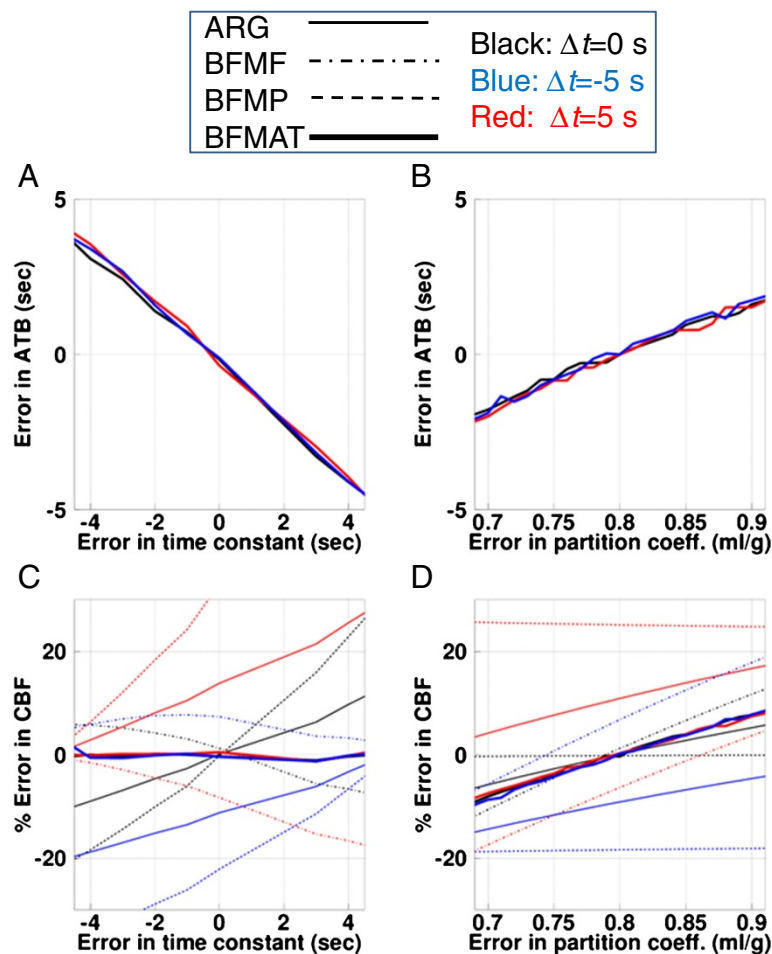 ARG
BFMF
BFMP
BFMAT
Black: Δt=0 s
Blue: Δt=-5 s
Red: Δt=5 s
A
5
0
-5
Error in ATB (sec)
-4 -2 0 2 4
Error in time constant (sec)
B
5
0
-5
Error in ATB (sec)
0.7 0.75 0.8 0.85 0.9
Error in partition coeff. (ml/g)
C
20
0
-20
% Error in CBF
-4 -2 0 2 4
Error in time constant (sec)
D
20
0
-20
% Error in CBF
0.7 0.75 0.8 0.85 0.9
Error in partition coeff. (ml/g)